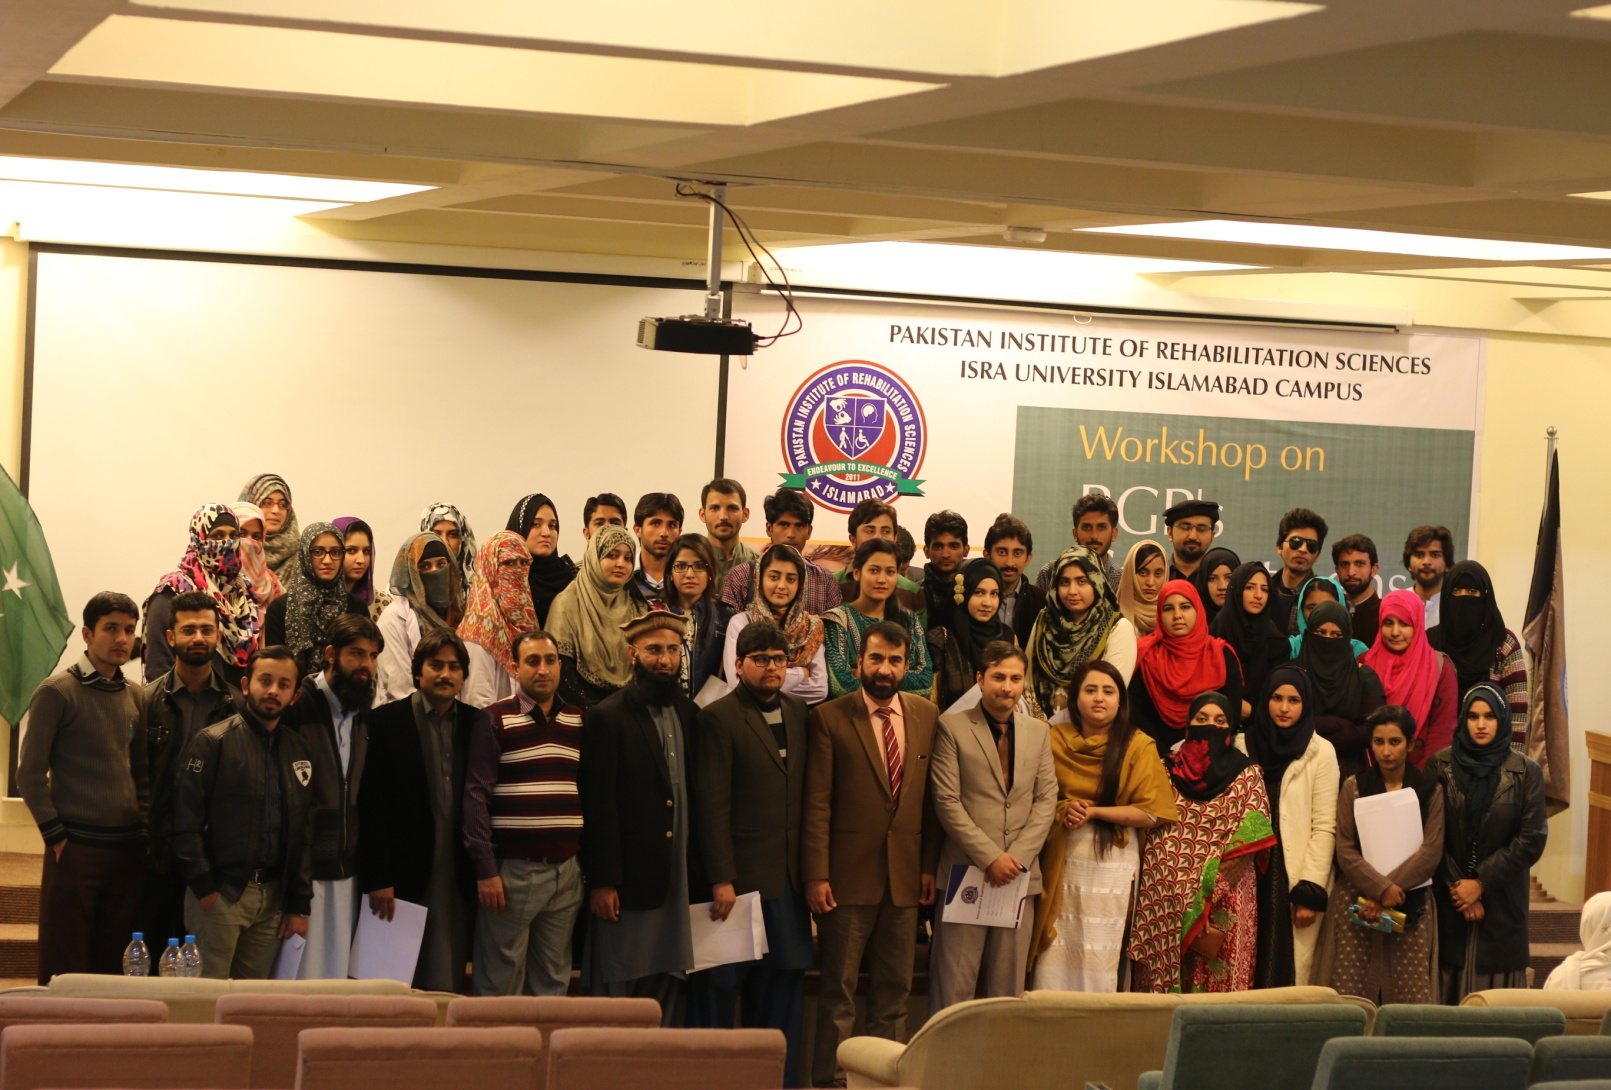 PAKISTAN INSTITUTE OF REHABILITATION SCIENCES
ISRA UNIVERSITY ISLAMABAD CAMPUS
PAKISTAN INSTITUTE OF REHABILITATION SCIENCES
ENDEAVOUR TO EXCELLENCE
2011
ISLAMABAD
Workshop on